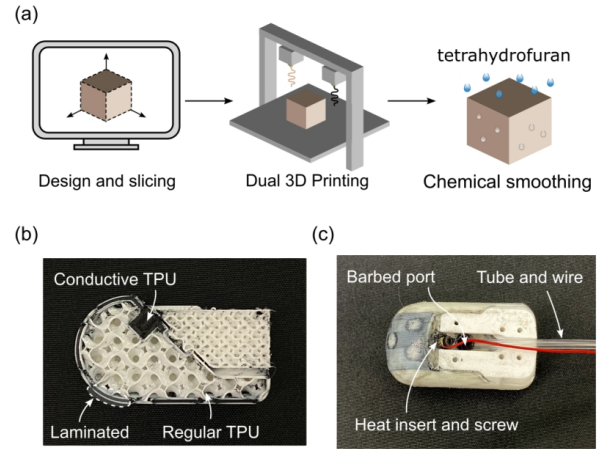 (a)
tetrahydrofuran
Design and slicing
Dual 3D Printing
Chemical smoothing
(b)
Conductive TPU
Laminated
Regular TPU
(c)
Barbed port
Tube and wire
Heat insert and screw